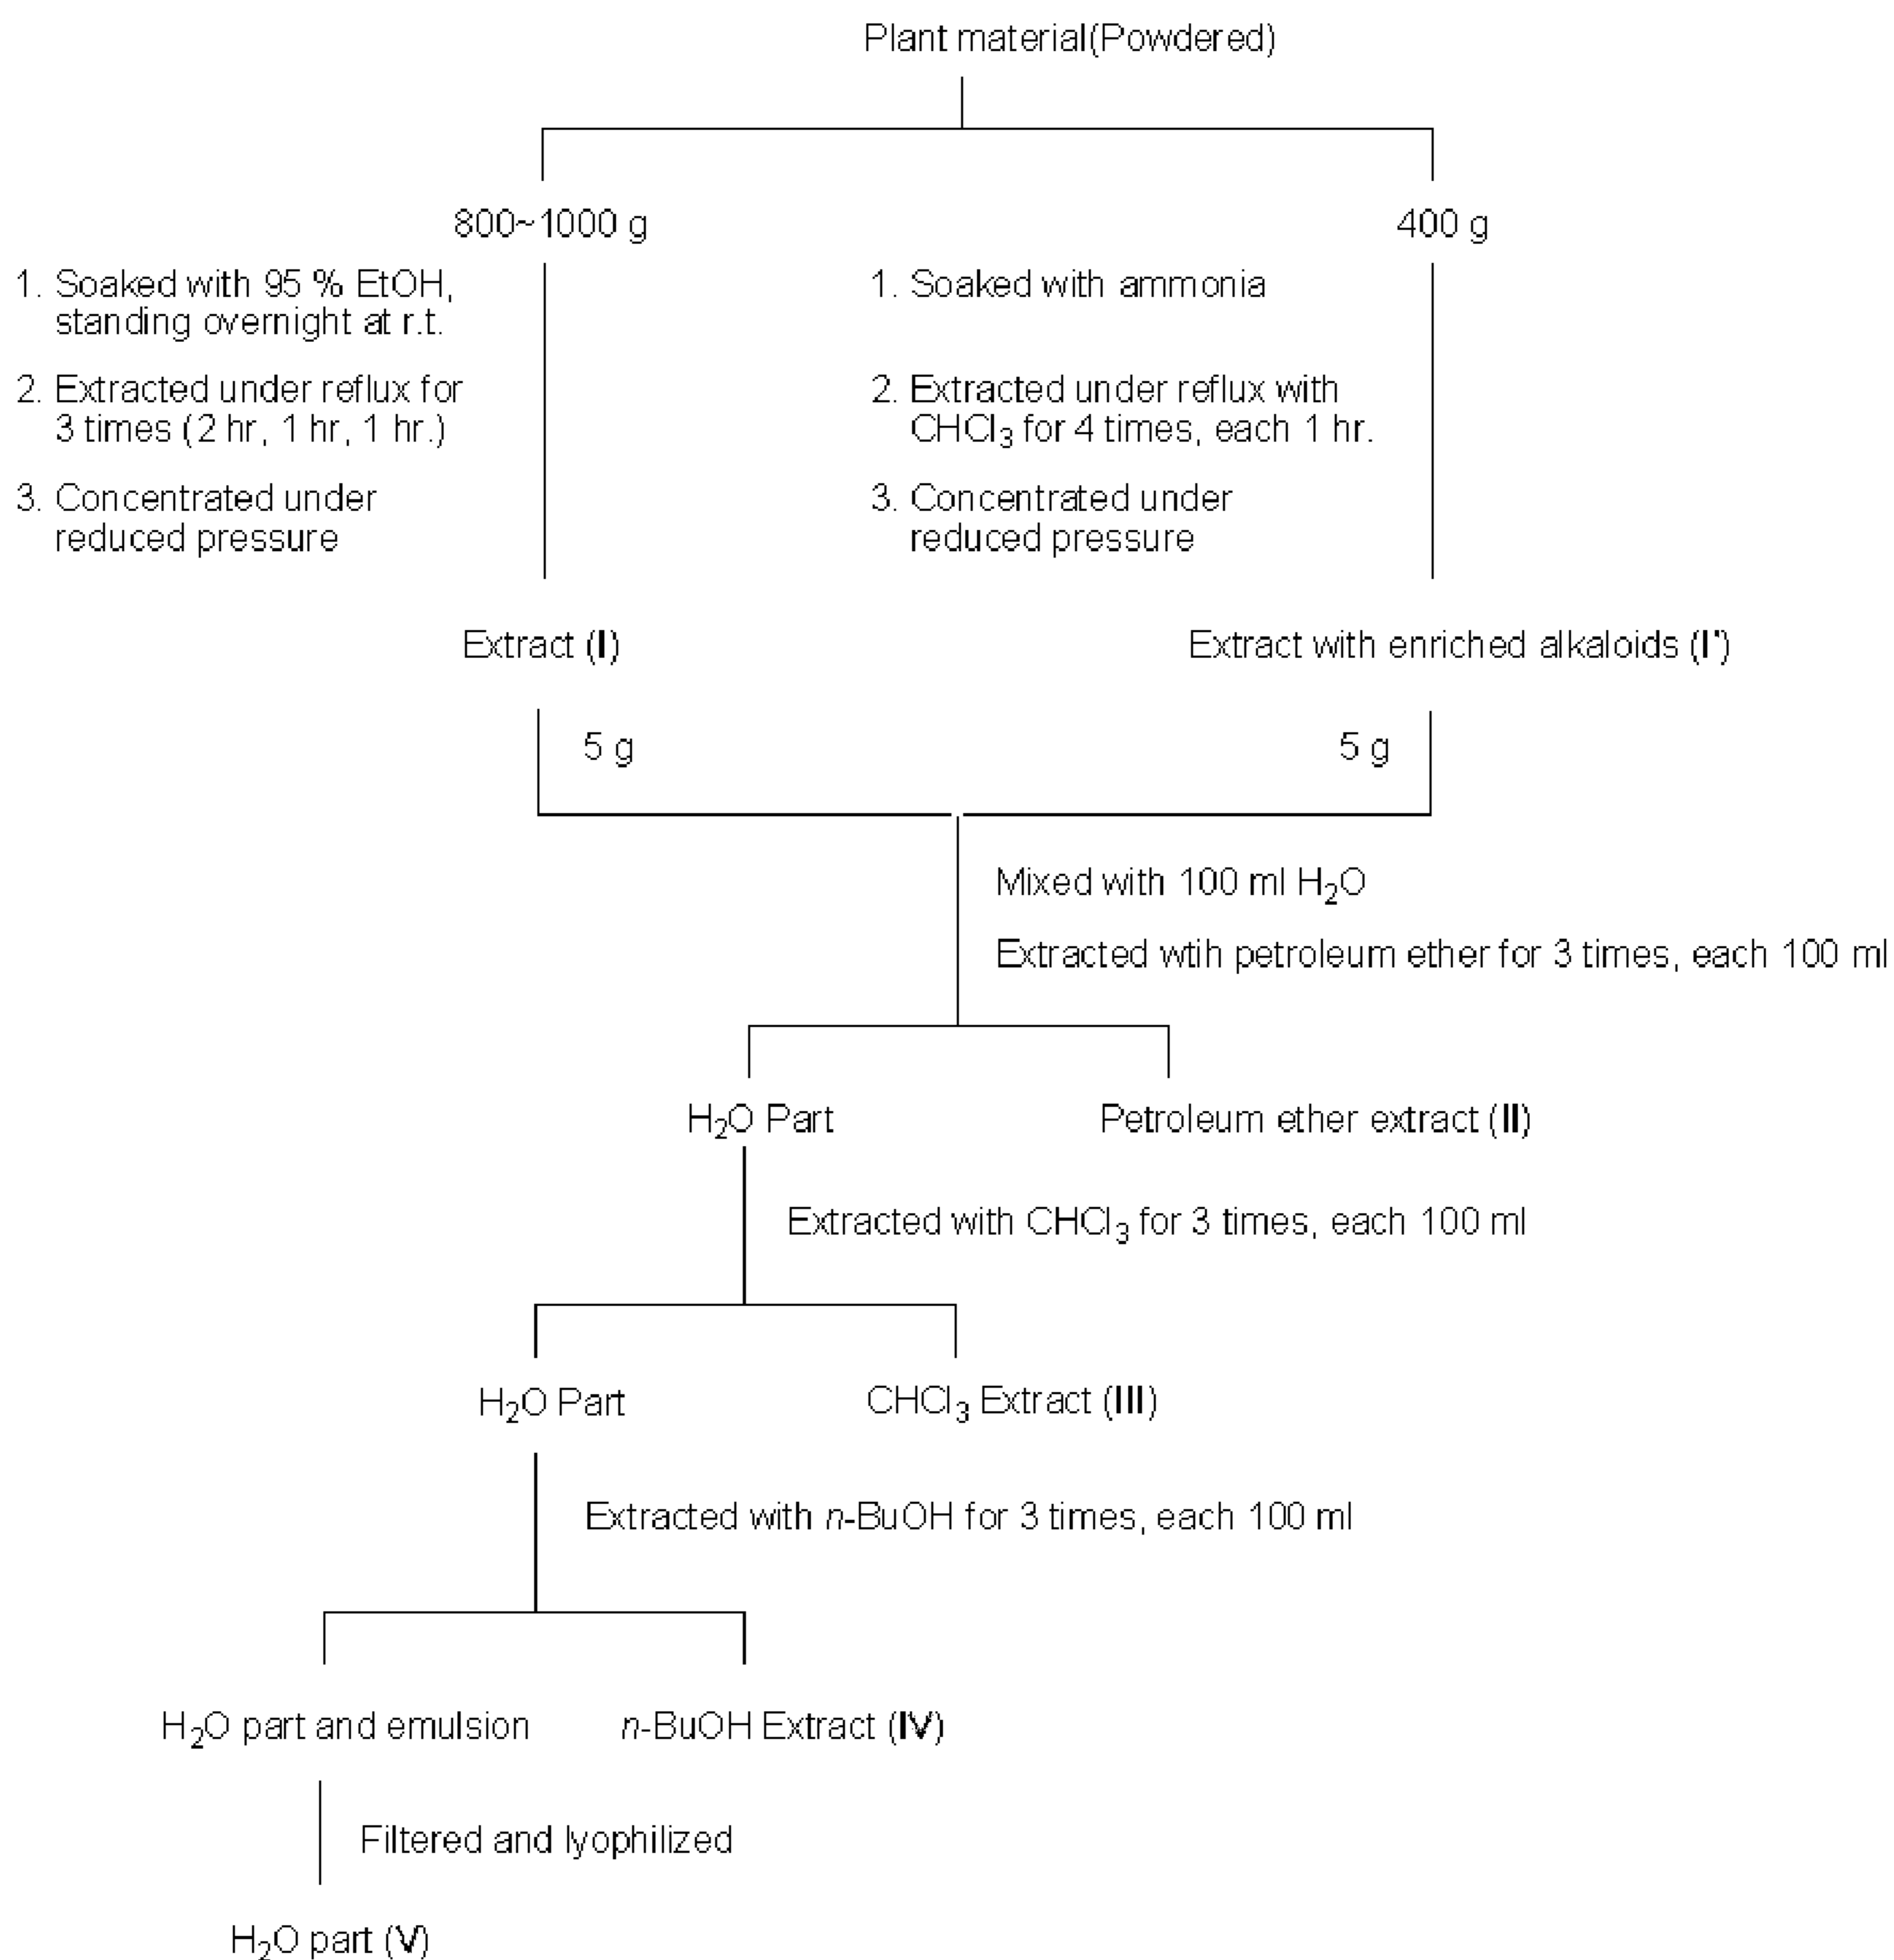 Plant material(Powdered)
800~1000 g
400 g
1. Soaked with 95 % EtOH,
standing overnight at r.t.
2. Extracted under reflux for
3 times (2 hr, 1 hr, 1 hr.)
3. Concentrated under
reduced pressure
1. Soaked with ammonia
2. Extracted under reflux with
CHCl₃ for 4 times, each 1 hr.
3. Concentrated under
reduced pressure
Extract (I)
Extract with enriched alkaloids (I')
5 g
5 g
Mixed with 100 ml H₂O
Extracted wtih petroleum ether for 3 times, each 100 ml
H₂O Part
Petroleum ether extract (II)
Extracted with CHCl₃ for 3 times, each 100 ml
H₂O Part
CHCl₃ Extract (III)
Extracted with n-BuOH for 3 times, each 100 ml
H₂O part and emulsion
n-BuOH Extract (IV)
Filtered and lyophilized
H₂O part (V)